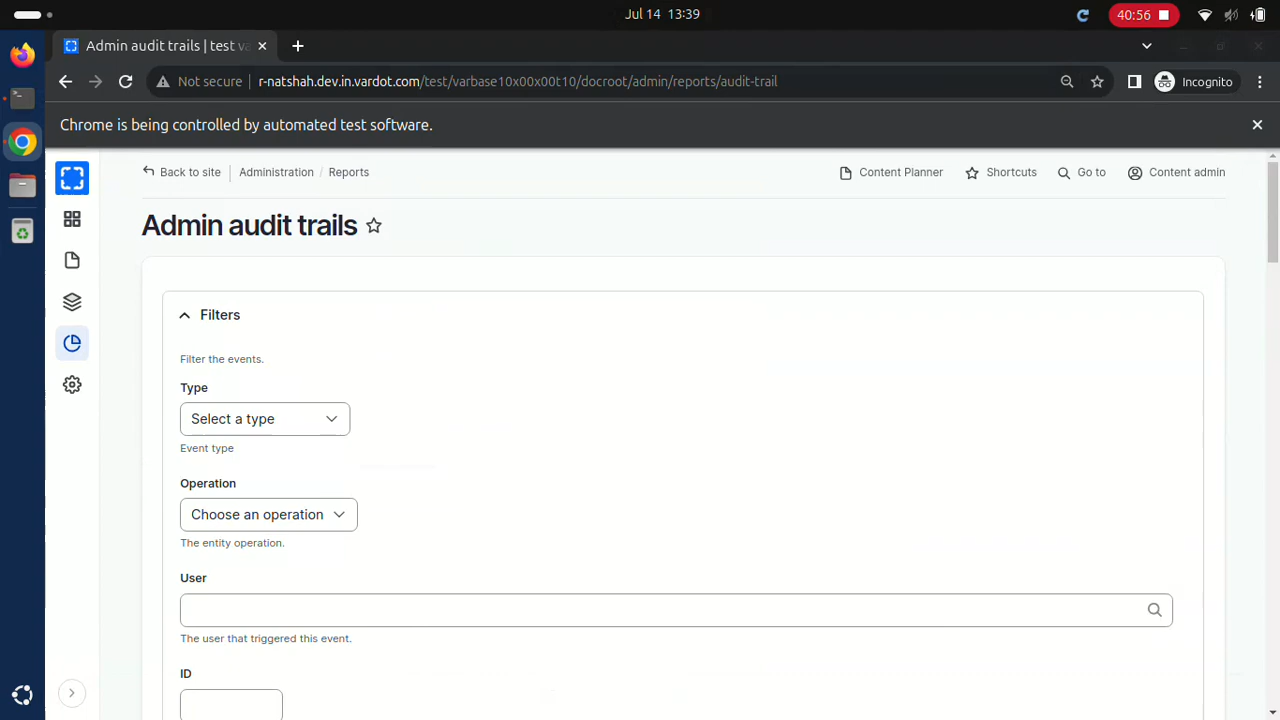 Jul 14 13:39
40:56
Admin audit trails | test va
Not secure
r-natshah.dev.in.vardot.com/test/varbase10x00x00t10/docroot/admin/reports/audit-trail
Incognito
Chrome is being controlled by automated test software.
Back to site
Administration / Reports
Content Planner
Shortcuts
Go to
Content admin
Admin audit trails
Filters
Filter the events.
Type
Select a type
Event type
Operation
Choose an operation
The entity operation.
User
The user that triggered this event.
ID